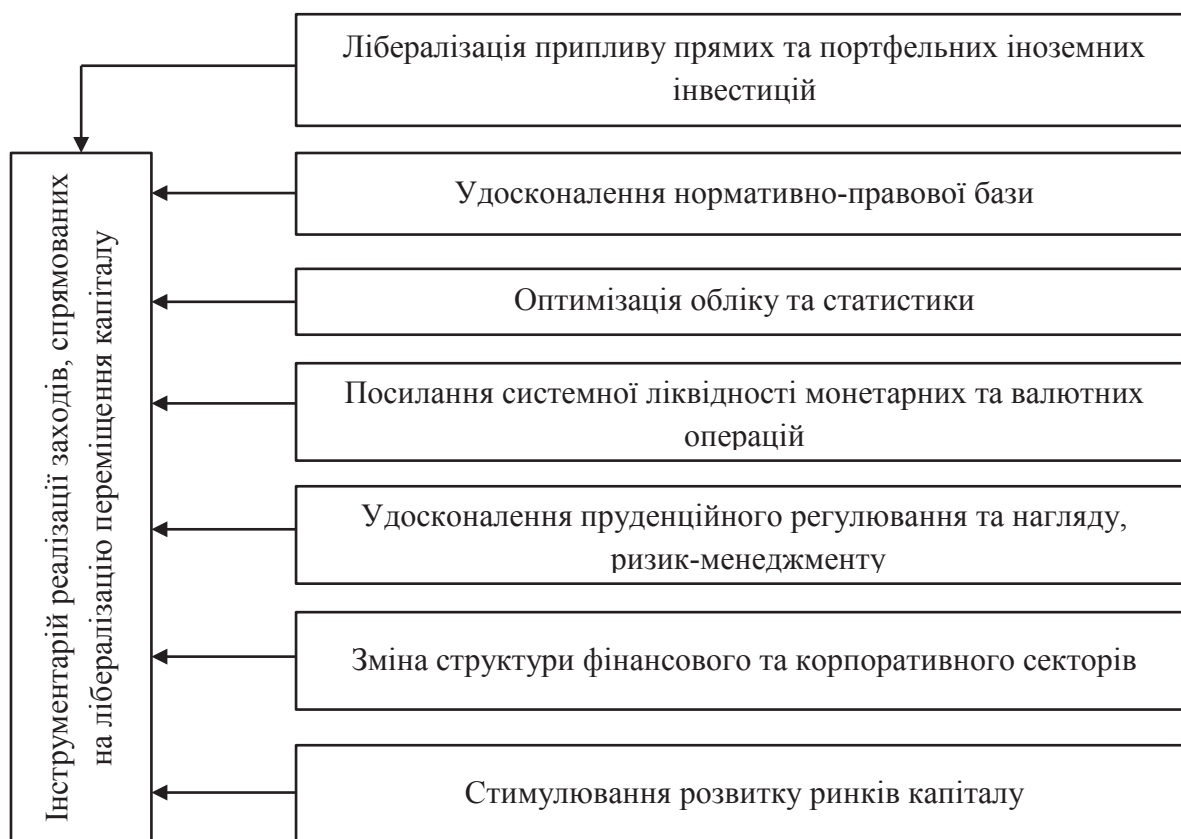 Лібералізація припливу прямих та портфельних іноземних
інвестицій
Інструментарій реалізації заходів, спрямованих
на лібералізацію переміщення капіталу
Удосконалення нормативно-правової бази
Оптимізація обліку та статистики
Посилання системної ліквідності монетарних та валютних
операцій
Удосконалення пруденційного регулювання та нагляду,
ризик-менеджменту
Зміна структури фінансового та корпоративного секторів
Стимулювання розвитку ринків капіталу